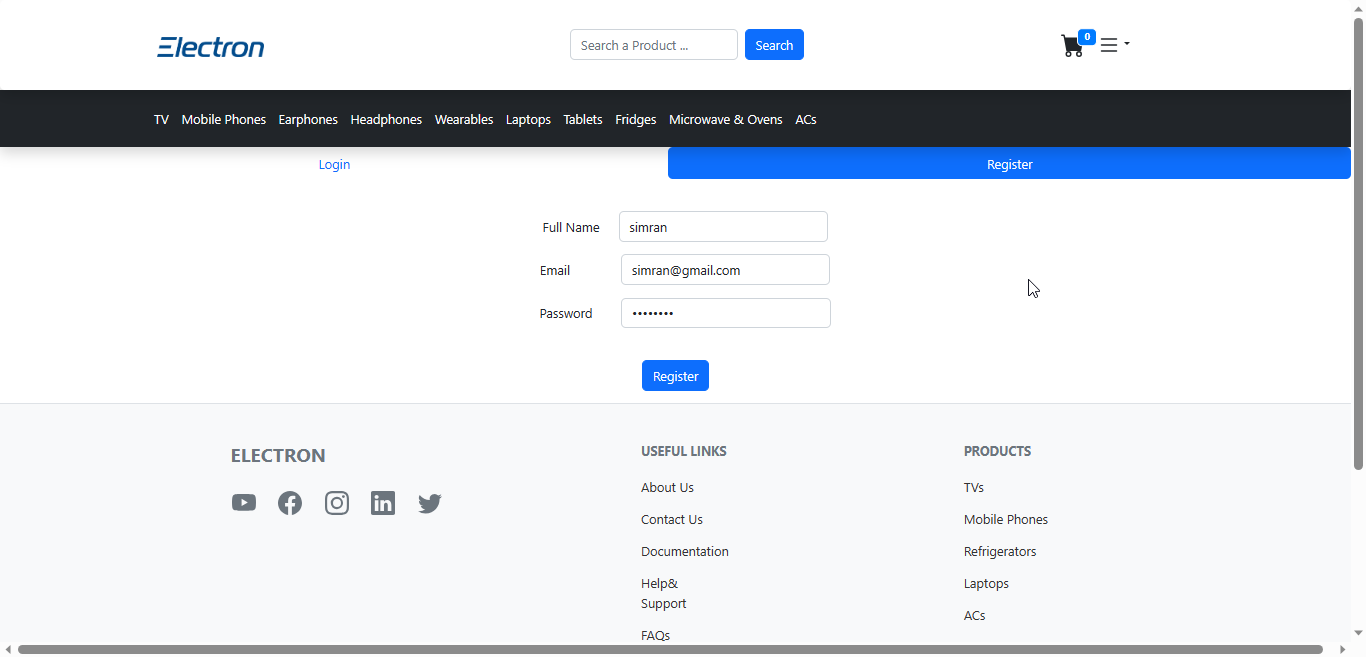 Electron
Search a Product ...
Search
0
TV Mobile Phones Earphones Headphones Wearables Laptops Tablets Fridges Microwave & Ovens ACs
Login
Register
Full Name simran
Email simran@gmail.com
Password ••••••••
Register
ELECTRON
USEFUL LINKS
About Us
Contact Us
Documentation
Help&
Support
FAQs
PRODUCTS
TVs
Mobile Phones
Refrigerators
Laptops
ACs